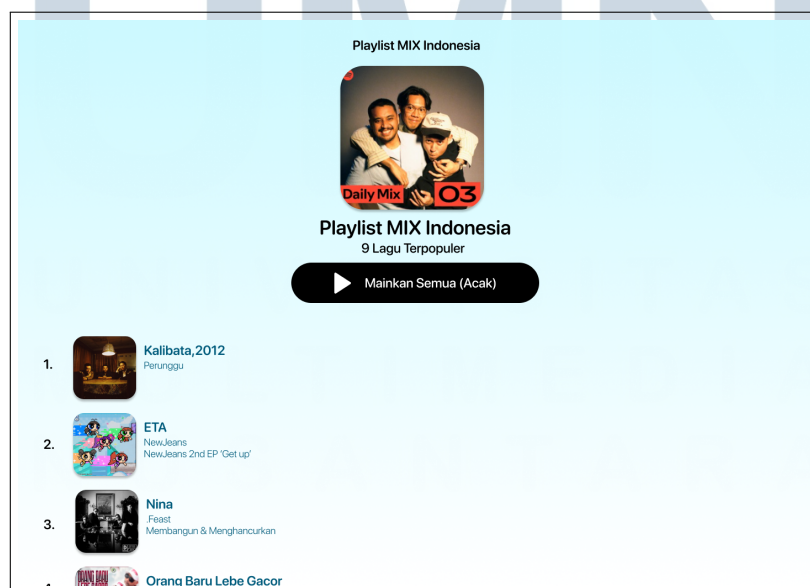 Playlist MIX Indonesia
Daily Mix
03
Playlist MIX Indonesia
9 Lagu Terpopuler
Mainkan Semua (Acak)
1.
Kalibata,2012
Perunggu
2.
ETA
NewJeans
NewJeans 2nd EP 'Get up'
3.
Nina
.Feast
Membangun & Menghancurkan
Orang Baru Lebe Gacor